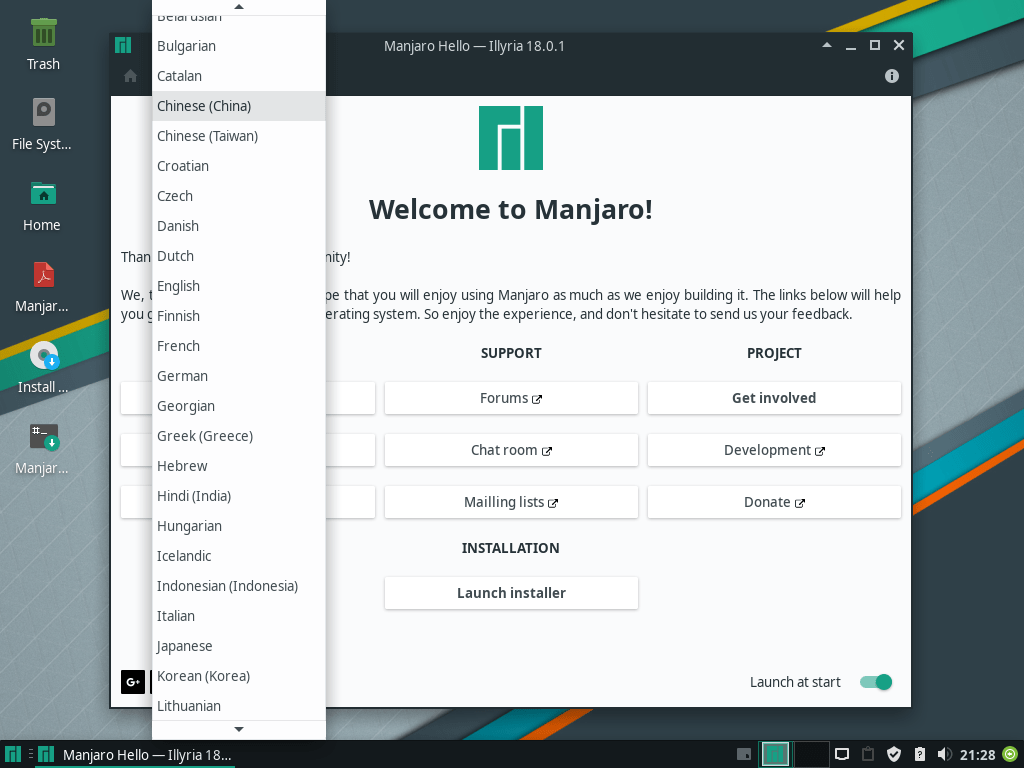 Trash
File Syst...
Home
Manjar...
Install ...
Manjar...
Belarusian
Bulgarian
Catalan
Chinese (China)
Chinese (Taiwan)
Croatian
Czech
Danish
Dutch
English
Finnish
French
German
Georgian
Greek (Greece)
Hebrew
Hindi (India)
Hungarian
Icelandic
Indonesian (Indonesia)
Italian
Japanese
Korean (Korea)
Lithuanian
Manjaro Hello — Illyria 18.0.1
Welcome to Manjaro!
Than nity!
We, t pe that you will enjoy using Manjaro as much as we enjoy building it. The links below will help
you g erating system. So enjoy the experience, and don't hesitate to send us your feedback.
SUPPORT PROJECT
Forums Get involved
Chat room Development
Mailling lists Donate
INSTALLATION
Launch installer
G+ Launch at start
Manjaro Hello — Illyria 18... 21:28